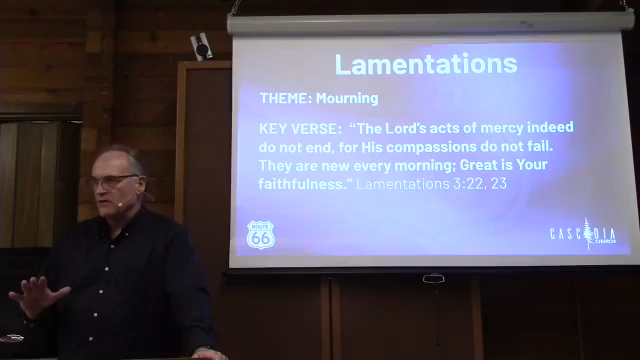 Lamentations
THEME: Mourning
KEY VERSE: “The Lord’s acts of mercy indeed
do not end, for His compassions do not fail.
They are new every morning; Great is Your
faithfulness.” Lamentations 3:22, 23
ROUTE
66
CASCADIA
CHURCH